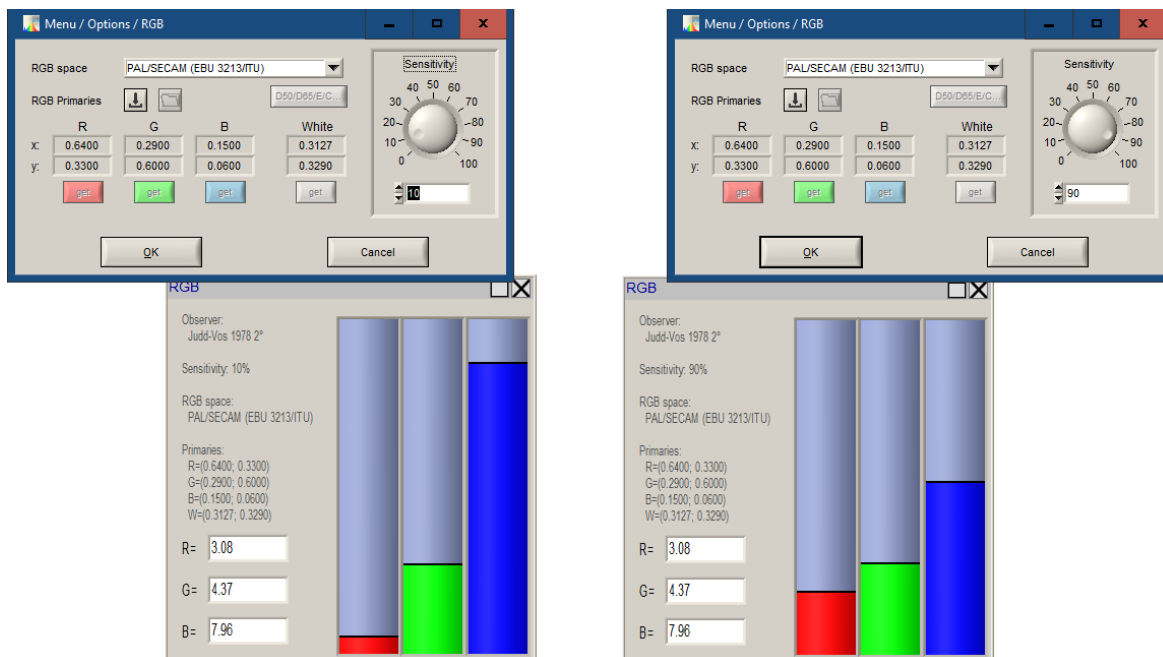 Menu / Options / RGB
RGB space PAL/SECAM (EBU 3213/ITU)
RGB Primaries D50/D65/E/C...
R G B White
x: 0.6400 0.2900 0.1500 0.3127
y: 0.3300 0.6000 0.0600 0.3290
get get get get
Sensitivity
40 50 60
30 70
20 80
10 90
0 100
10
OK Cancel
RGB
Observer:
Judd-Vos 1978 2°
Sensitivity: 10%
RGB space:
PAL/SECAM (EBU 3213/ITU)
Primaries:
R=(0.6400; 0.3300)
G=(0.2900; 0.6000)
B=(0.1500; 0.0600)
W=(0.3127; 0.3290)
R= 3.08
G= 4.37
B= 7.96
Menu / Options / RGB
RGB space PAL/SECAM (EBU 3213/ITU)
RGB Primaries D50/D65/E/C...
R G B White
x: 0.6400 0.2900 0.1500 0.3127
y: 0.3300 0.6000 0.0600 0.3290
get get get get
Sensitivity
40 50 60
30 70
20 80
10 90
0 100
90
OK Cancel
RGB
Observer:
Judd-Vos 1978 2°
Sensitivity: 90%
RGB space:
PAL/SECAM (EBU 3213/ITU)
Primaries:
R=(0.6400; 0.3300)
G=(0.2900; 0.6000)
B=(0.1500; 0.0600)
W=(0.3127; 0.3290)
R= 3.08
G= 4.37
B= 7.96